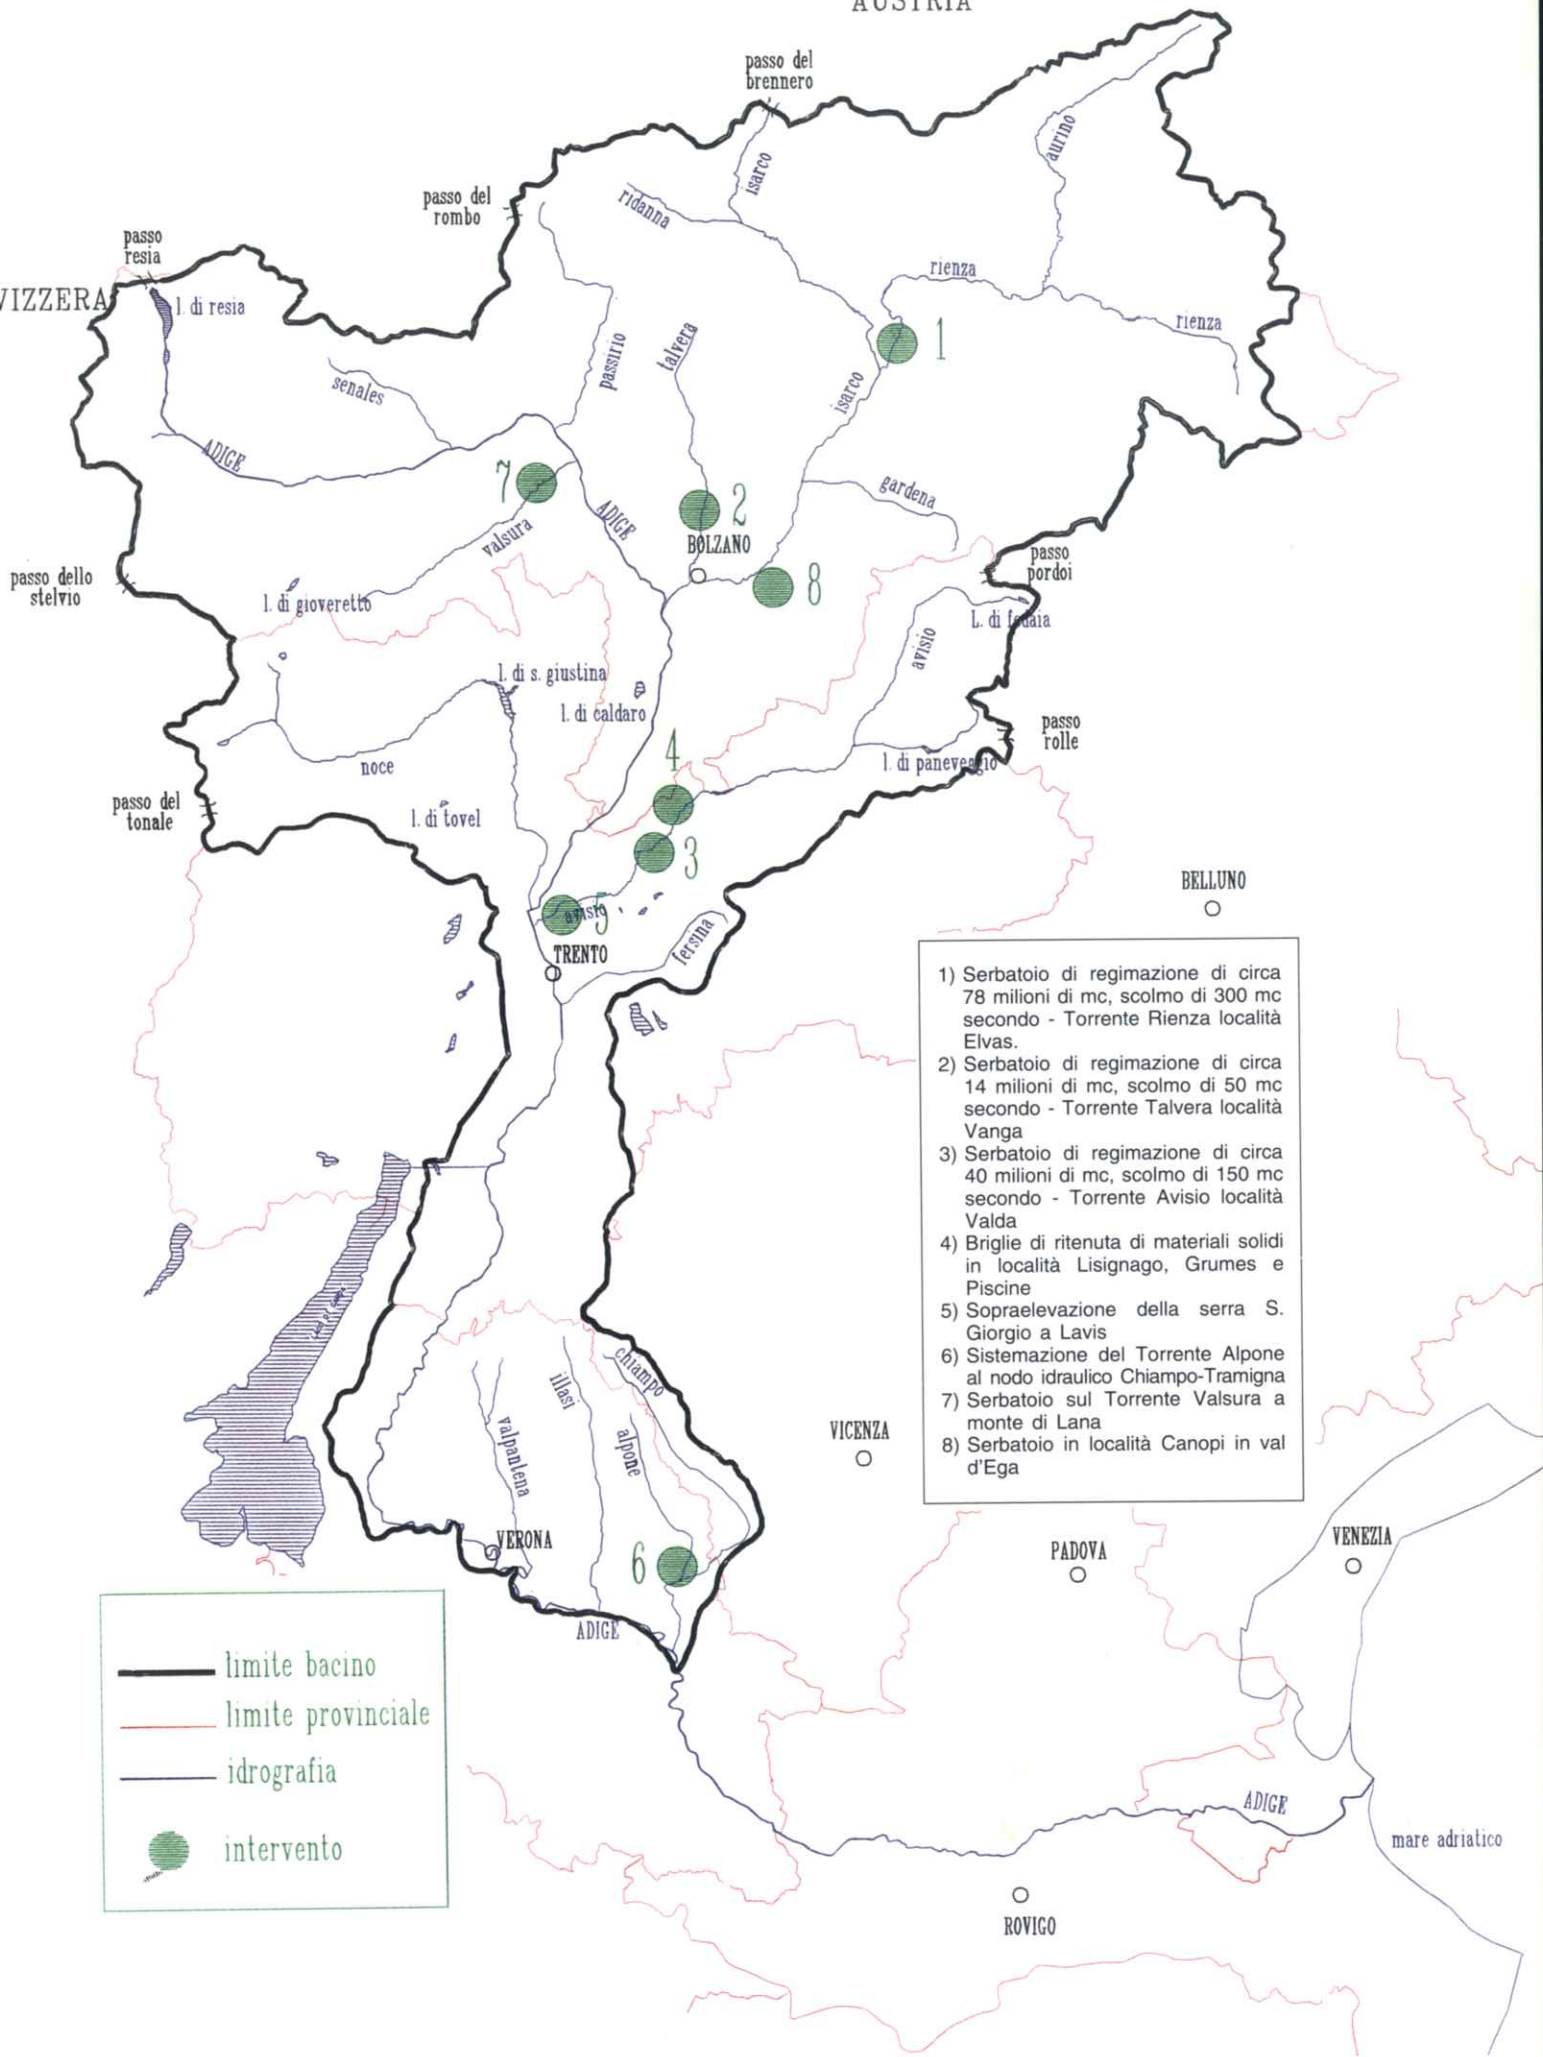 AUSTRIA
passo del
brennero
aurino
isarco
passo del
rombo
ridanna
passo
resia
VIZZERA
l. di resia
rienza
rienza
talvera
passirio
1
senales
isarco
ADIGE
7
2
gardena
ADIGE
valsura
BOLZANO
passo
pordoi
passo dello
stelvio
8
l. di gioveretto
L. di fedaia
avisio
l. di s. giustina
l. di caldaro
passo
rolle
4
noce
l. di paneveggio
passo del
tonale
l. di tovel
3
BELLUNO
avisio
5
fersina
TRENTO
1) Serbatoio di regimazione di circa
78 milioni di mc, scolmo di 300 mc
secondo - Torrente Rienza località
Elvas.
2) Serbatoio di regimazione di circa
14 milioni di mc, scolmo di 50 mc
secondo - Torrente Talvera località
Vanga
3) Serbatoio di regimazione di circa
40 milioni di mc, scolmo di 150 mc
secondo - Torrente Avisio località
Valda
4) Briglie di ritenuta di materiali solidi
in località Lisignago, Grumes e
Piscine
5) Sopraelevazione della serra S.
Giorgio a Lavis
6) Sistemazione del Torrente Alpone
al nodo idraulico Chiampo-Tramigna
7) Serbatoio sul Torrente Valsura a
monte di Lana
8) Serbatoio in località Canopi in val
d'Ega
chiampo
illasi
valpantena
alpone
VICENZA
VERONA
6
PADOVA
VENEZIA
ADIGE
limite bacino
limite provinciale
idrografia
intervento
ADIGE
mare adriatico
ROVIGO